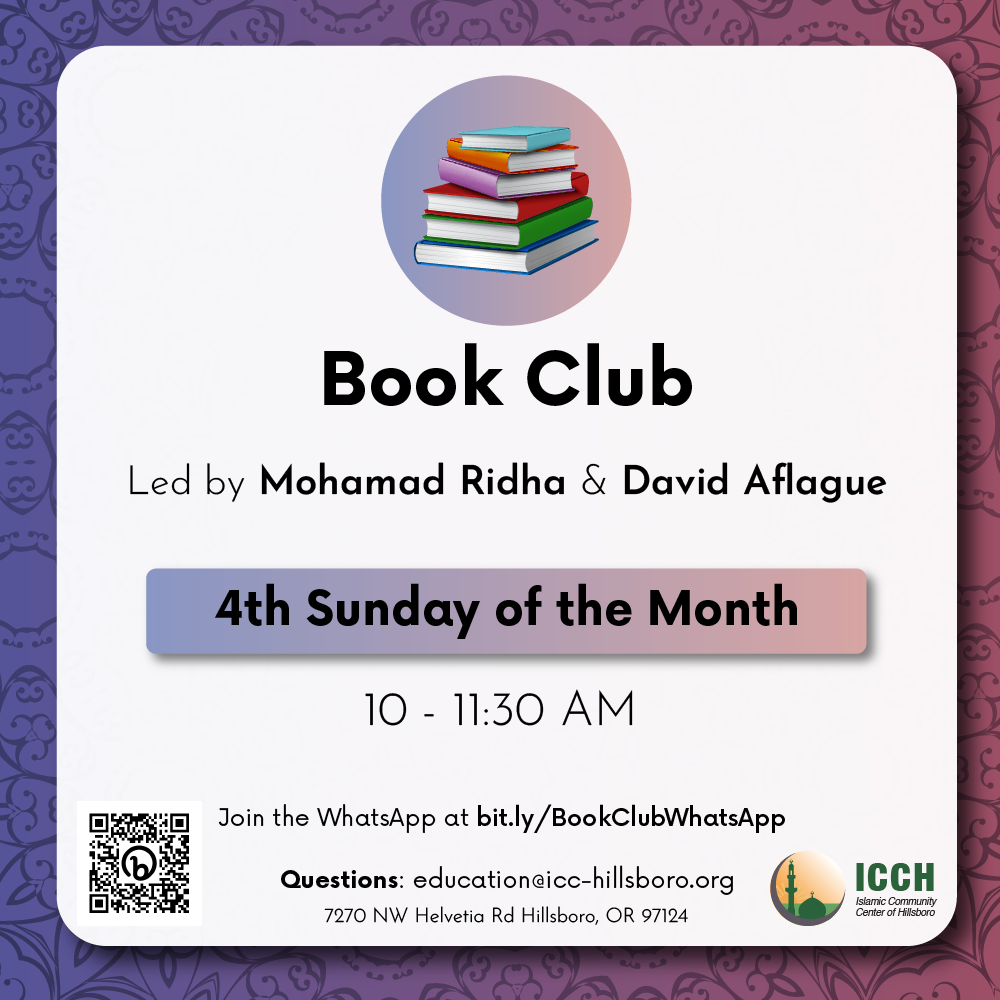 Book Club
Led by Mohamad Ridha & David Aflague
4th Sunday of the Month
10 - 11:30 AM
Join the WhatsApp at bit.ly/BookClubWhatsApp
Questions: education@icc-hillsboro.org
7270 NW Helvetia Rd Hillsboro, OR 97124
ICCH
Islamic Community
Center of Hillsboro